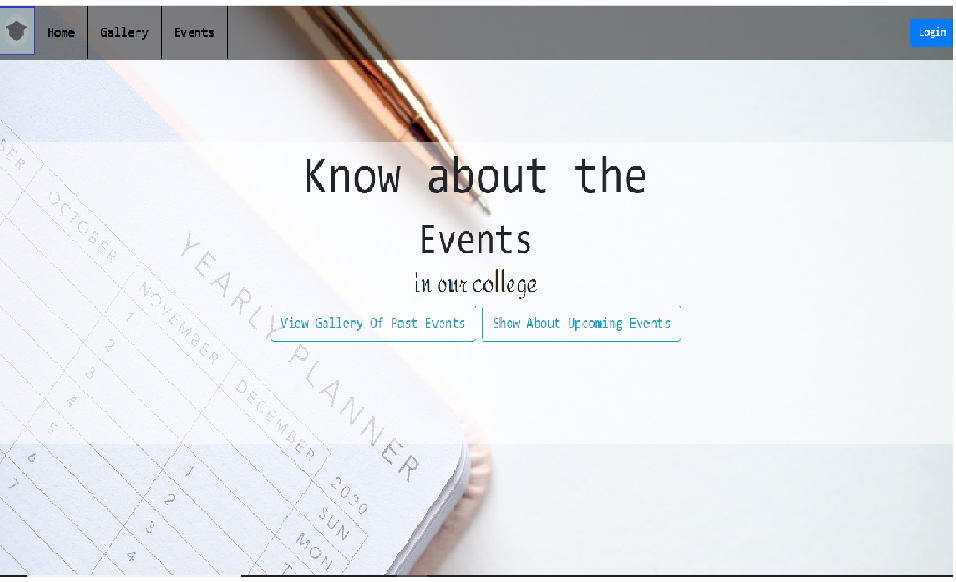 Home Gallery Events Login
Know about the
Events
in our college
View Gallery Of Past Events Show About Upcoming Events
OCTOBER
NOVEMBER
DECEMBER
YEARLY PLANNER
2020
SUN
MON
1
2
3
4
5
6
7
1
2
3
4